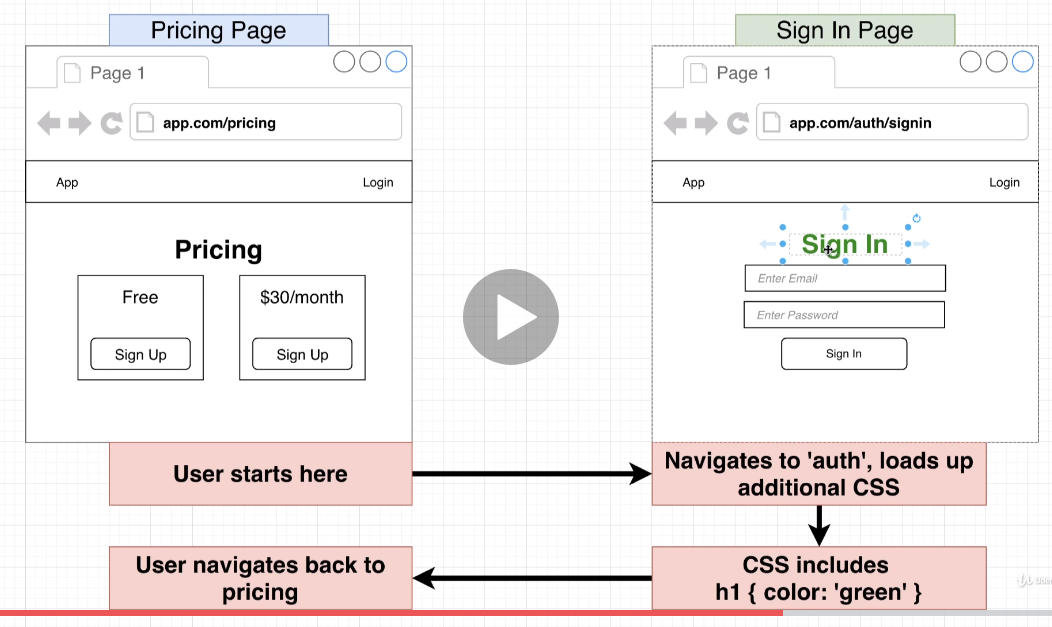 Pricing Page
Page 1
app.com/pricing
App
Login
Pricing
Free
$30/month
Sign Up
Sign Up
User starts here
Sign In Page
Page 1
app.com/auth/signin
App
Login
Sign In
Enter Email
Enter Password
Sign In
Navigates to 'auth', loads up
additional CSS
CSS includes
h1 { color: 'green' }
User navigates back to
pricing